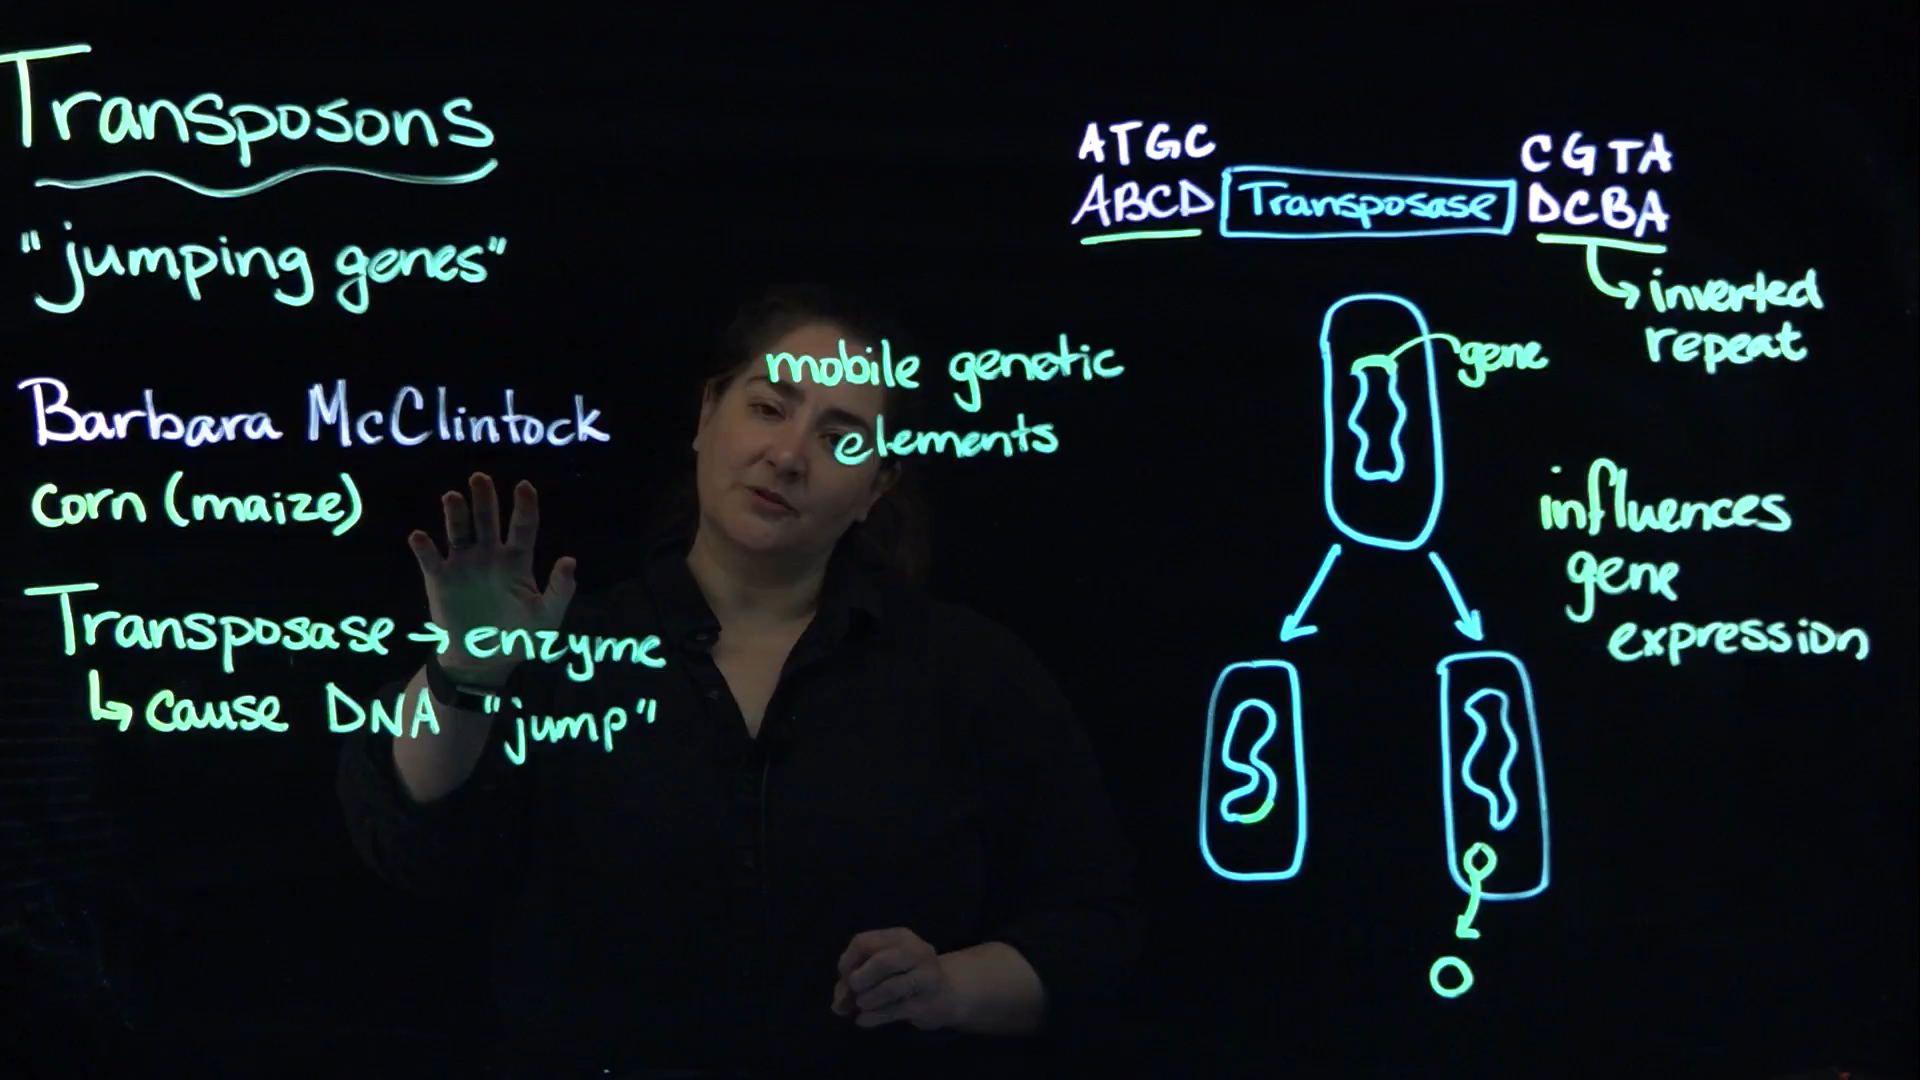 Transposons
"jumping genes"
Barbara McClintock
corn (maize)
Transposase → enzyme
↳ cause DNA "jump"
mobile genetic
elements
ATGC CGTA
ABCD Transposase DCBA
inverted
repeat
gene
influences
gene
expression